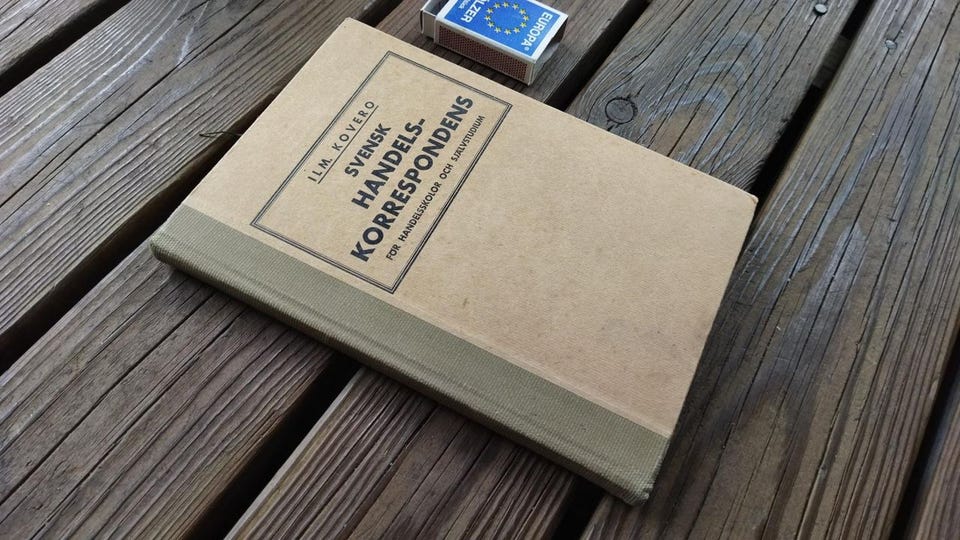 ILM. KOVERO
SVENSK
HANDELS-
KORRESPONDENS
FÖR HANDELSSKOLOR OCH SJÄLVSTUDIUM
EUROPA®